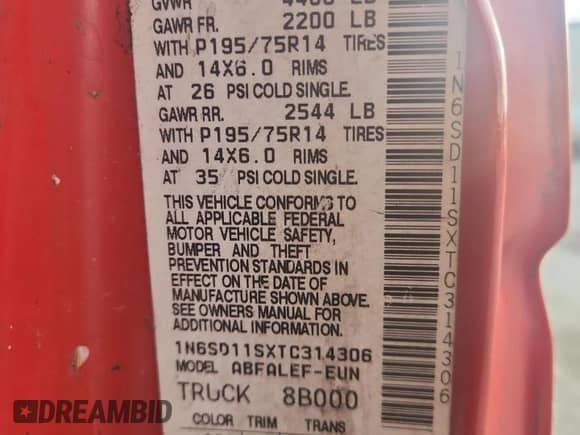 GVWR 4400 LB
GAWR FR. 2200 LB
WITH P195/75R14 TIRES
AND 14X6.0 RIMS
AT 26 PSI COLD SINGLE.
GAWR RR. 2544 LB
WITH P195/75R14 TIRES
AND 14X6.0 RIMS
AT 35 PSI COLD SINGLE.
THIS VEHICLE CONFORMS TO
ALL APPLICABLE FEDERAL
MOTOR VEHICLE SAFETY,
BUMPER AND THEFT
PREVENTION STANDARDS IN
EFFECT ON THE DATE OF
MANUFACTURE SHOWN ABOVE.
SEE OWNERS MANUAL FOR
ADDITIONAL INFORMATION
1N6SD11SXTC314306
MODEL ABFALEF-EUN
TRUCK 8B000
COLOR TRIM TRANS
1N6SD11SXTC314306
DREAMBID